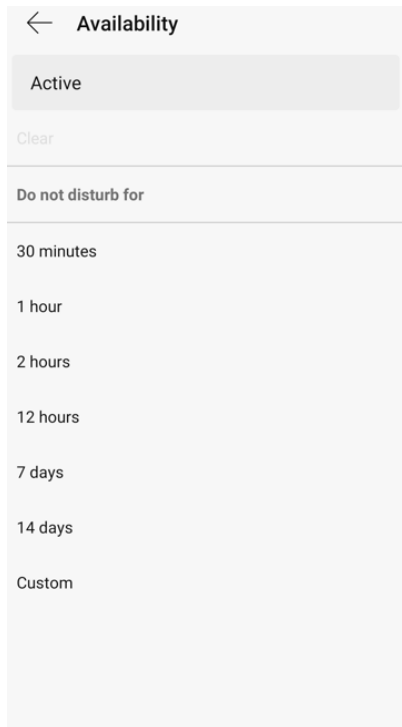 Availability
Active
Clear
Do not disturb for
30 minutes
1 hour
2 hours
12 hours
7 days
14 days
Custom